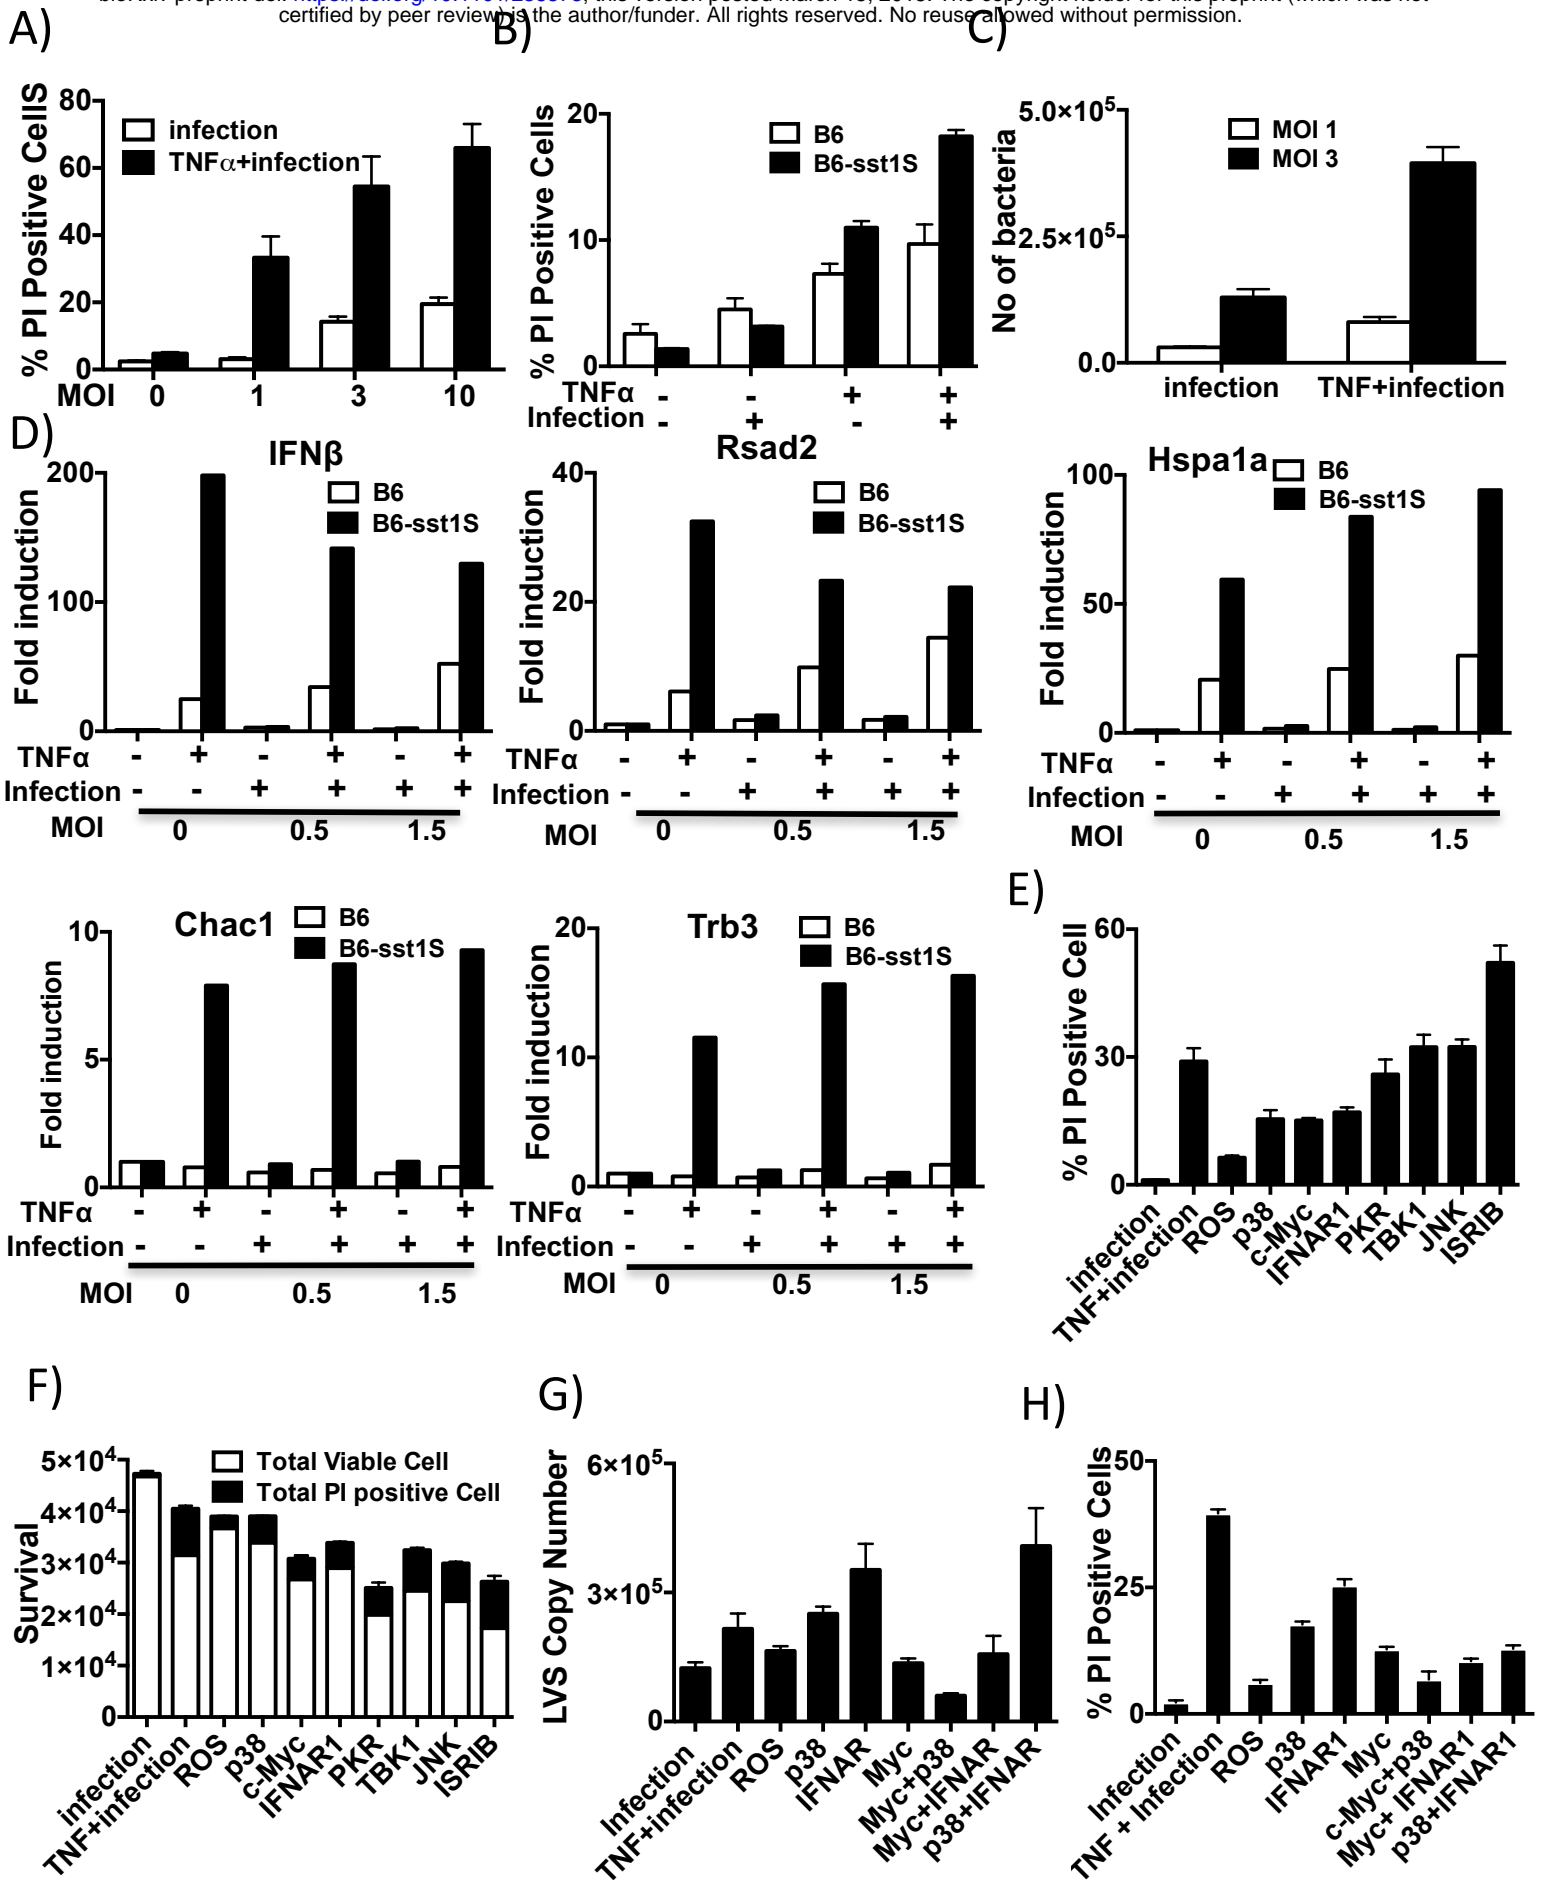 certified by peer review) is the author/funder. All rights reserved. No reuse allowed without permission.
A)
% PI Positive Cells
80
60
40
20
0
infection
TNFα+infection
MOI 0 1 3 10
B)
% PI Positive Cells
20
10
0
B6
B6-sst1S
TNFα - - + +
Infection - + - +
C)
No of bacteria
5.0×10⁵
2.5×10⁵
0.0
MOI 1
MOI 3
infection TNF+infection
D)
IFNβ
Fold induction
200
100
0
B6
B6-sst1S
TNFα - + - + - +
Infection - - + + + +
MOI 0 0.5 1.5
Rsad2
Fold induction
40
20
0
B6
B6-sst1S
TNFα - + - + - +
Infection - - + + + +
MOI 0 0.5 1.5
Hspa1a
Fold induction
100
50
0
B6
B6-sst1S
TNFα - + - + - +
Infection - - + + + +
MOI 0 0.5 1.5
Chac1
Fold induction
10
5
0
B6
B6-sst1S
TNFα - + - + - +
Infection - - + + + +
MOI 0 0.5 1.5
Trb3
Fold induction
20
10
0
B6
B6-sst1S
TNFα - + - + - +
Infection - - + + + +
MOI 0 0.5 1.5
E)
% PI Positive Cell
60
30
0
infection
TNF+infection
ROS
p38
c-Myc
IFNAR1
PKR
TBK1
JNK
ISRIB
F)
Survival
5×10⁴
4×10⁴
3×10⁴
2×10⁴
1×10⁴
0
Total Viable Cell
Total PI positive Cell
infection
TNF+infection
ROS
p38
c-Myc
IFNAR1
PKR
TBK1
JNK
ISRIB
G)
LVS Copy Number
6×10⁵
3×10⁵
0
Infection
TNF+infection
ROS
p38
IFNAR
Myc
Myc+p38
Myc+IFNAR
p38+IFNAR
H)
% PI Positive Cells
50
25
0
Infection
TNF + Infection
ROS
p38
IFNAR1
Myc
c-Myc+p38
Myc+ IFNAR1
p38+IFNAR1